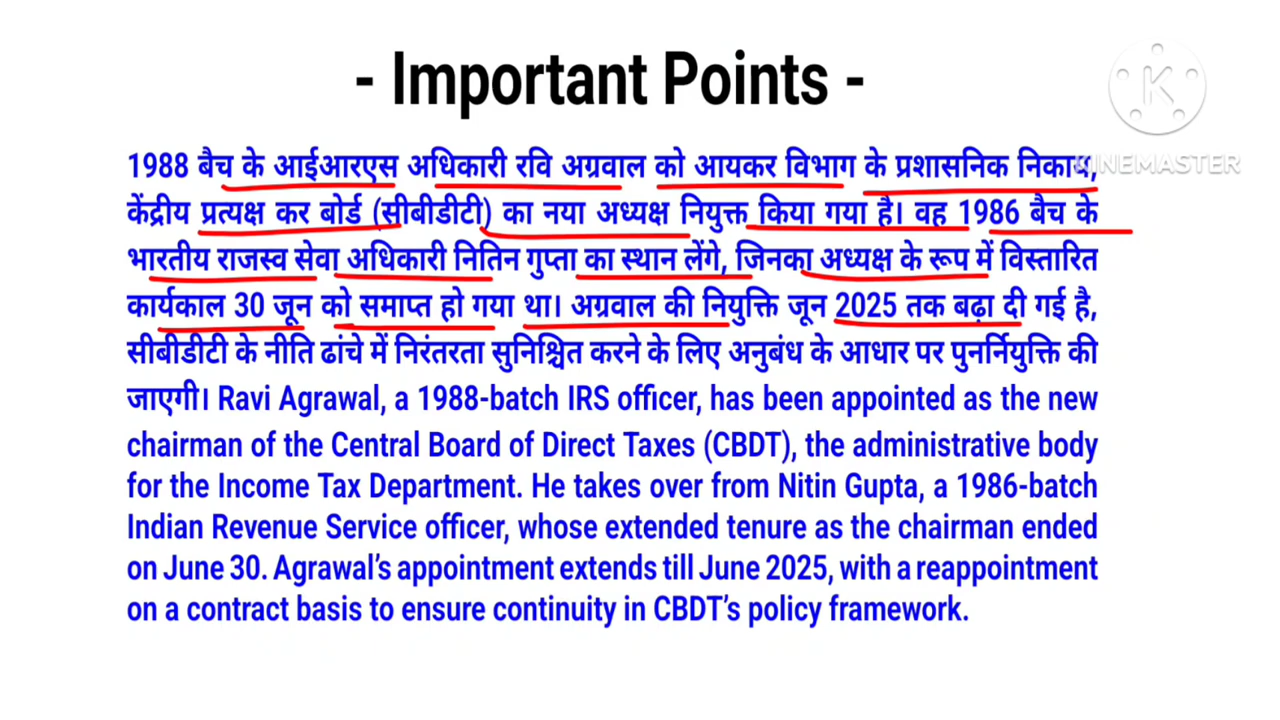 - Important Points -
KINEMASTER
1988 बैच के आईआरएस अधिकारी रवि अग्रवाल को आयकर विभाग के प्रशासनिक निकाय,
केंद्रीय प्रत्यक्ष कर बोर्ड (सीबीडीटी) का नया अध्यक्ष नियुक्त किया गया है। वह 1986 बैच के
भारतीय राजस्व सेवा अधिकारी नितिन गुप्ता का स्थान लेंगे, जिनका अध्यक्ष के रूप में विस्तारित
कार्यकाल 30 जून को समाप्त हो गया था। अग्रवाल की नियुक्ति जून 2025 तक बढ़ा दी गई है,
सीबीडीटी के नीति ढांचे में निरंतरता सुनिश्चित करने के लिए अनुबंध के आधार पर पुनर्नियुक्ति की
जाएगी। Ravi Agrawal, a 1988-batch IRS officer, has been appointed as the new
chairman of the Central Board of Direct Taxes (CBDT), the administrative body
for the Income Tax Department. He takes over from Nitin Gupta, a 1986-batch
Indian Revenue Service officer, whose extended tenure as the chairman ended
on June 30. Agrawal’s appointment extends till June 2025, with a reappointment
on a contract basis to ensure continuity in CBDT’s policy framework.